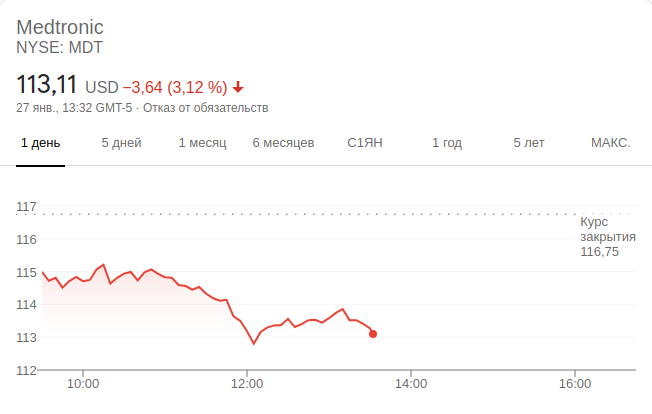 Medtronic
NYSE: MDT
113,11 USD −3,64 (3,12 %)
27 янв., 13:32 GMT-5 · Отказ от обязательств
1 день 5 дней 1 месяц 6 месяцев С1ЯН 1 год 5 лет МАКС.
117
Курс
закрытия
116,75
116
115
114
113
112
10:00 12:00 14:00 16:00